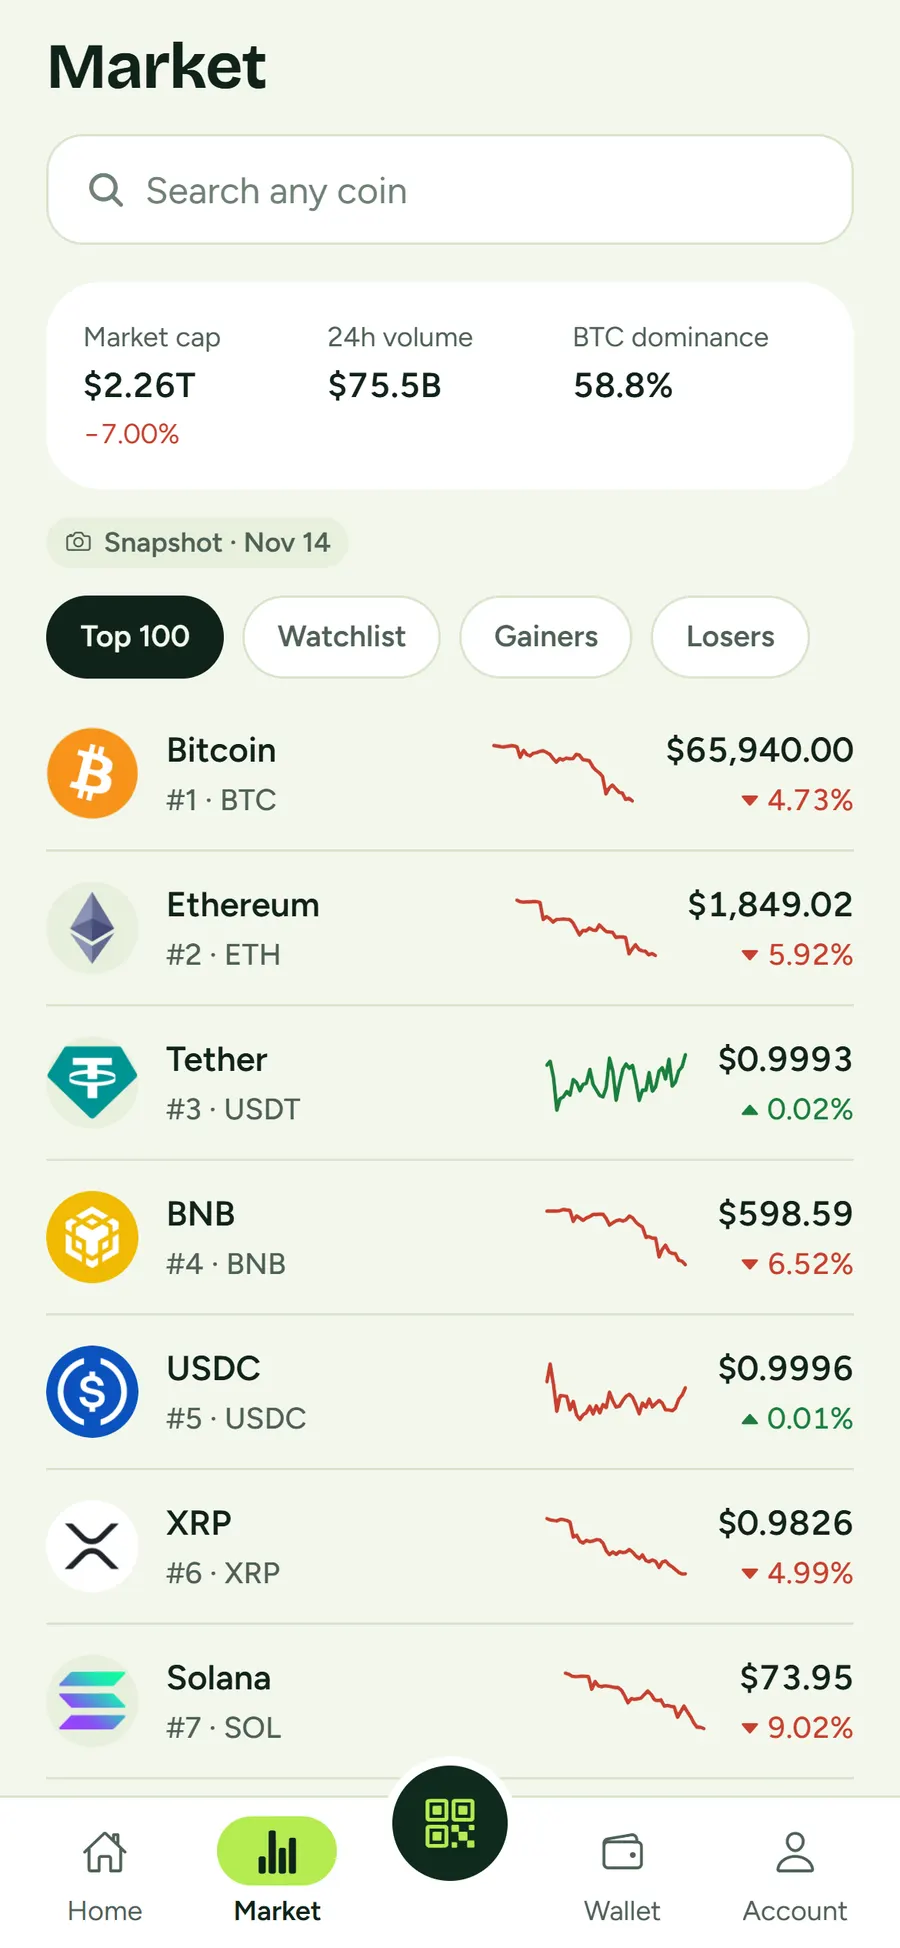 Market
Search any coin
Market cap
24h volume
BTC dominance
$2.26T
$75.5B
58.8%
−7.00%
Snapshot · Nov 14
Top 100
Watchlist
Gainers
Losers
Bitcoin
$65,940.00
#1 · BTC
▼ 4.73%
Ethereum
$1,849.02
#2 · ETH
▼ 5.92%
Tether
$0.9993
#3 · USDT
▲ 0.02%
BNB
$598.59
#4 · BNB
▼ 6.52%
USDC
$0.9996
#5 · USDC
▲ 0.01%
XRP
$0.9826
#6 · XRP
▼ 4.99%
Solana
$73.95
#7 · SOL
▼ 9.02%
Home
Market
Wallet
Account